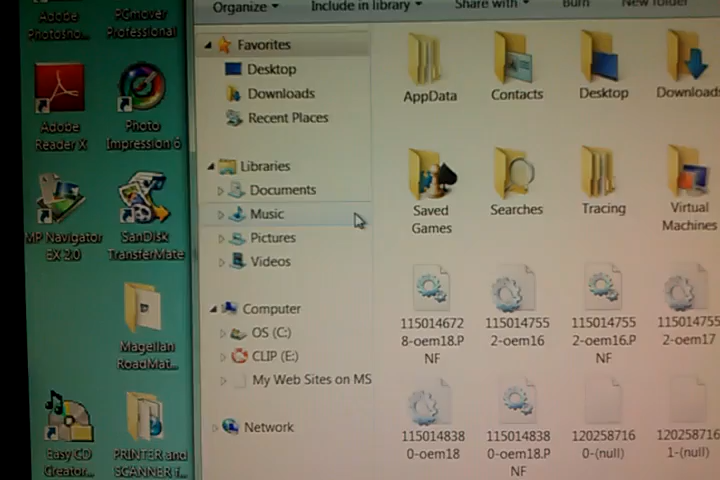 Organize
Include in library
Share with
Burn
New folder
Adobe
Photosho...
PCmover
Professional
Adobe
Reader X
Photo
Impression 6
MP Navigator
EX 2.0
SanDisk
TransferMate
Magellan
RoadMat...
Easy CD
Creator...
PRINTER and
SCANNER f...
Favorites
Desktop
Downloads
Recent Places
Libraries
Documents
Music
Pictures
Videos
Computer
OS (C:)
CLIP (E:)
My Web Sites on MS
Network
AppData
Contacts
Desktop
Downloads
Saved
Games
Searches
Tracing
Virtual
Machines
115014672
8-oem18.P
NF
115014755
2-oem16
115014755
2-oem16.P
NF
115014755
2-oem17
115014838
0-oem18
115014838
0-oem18.P
NF
120258716
0-(null)
120258716
1-(null)